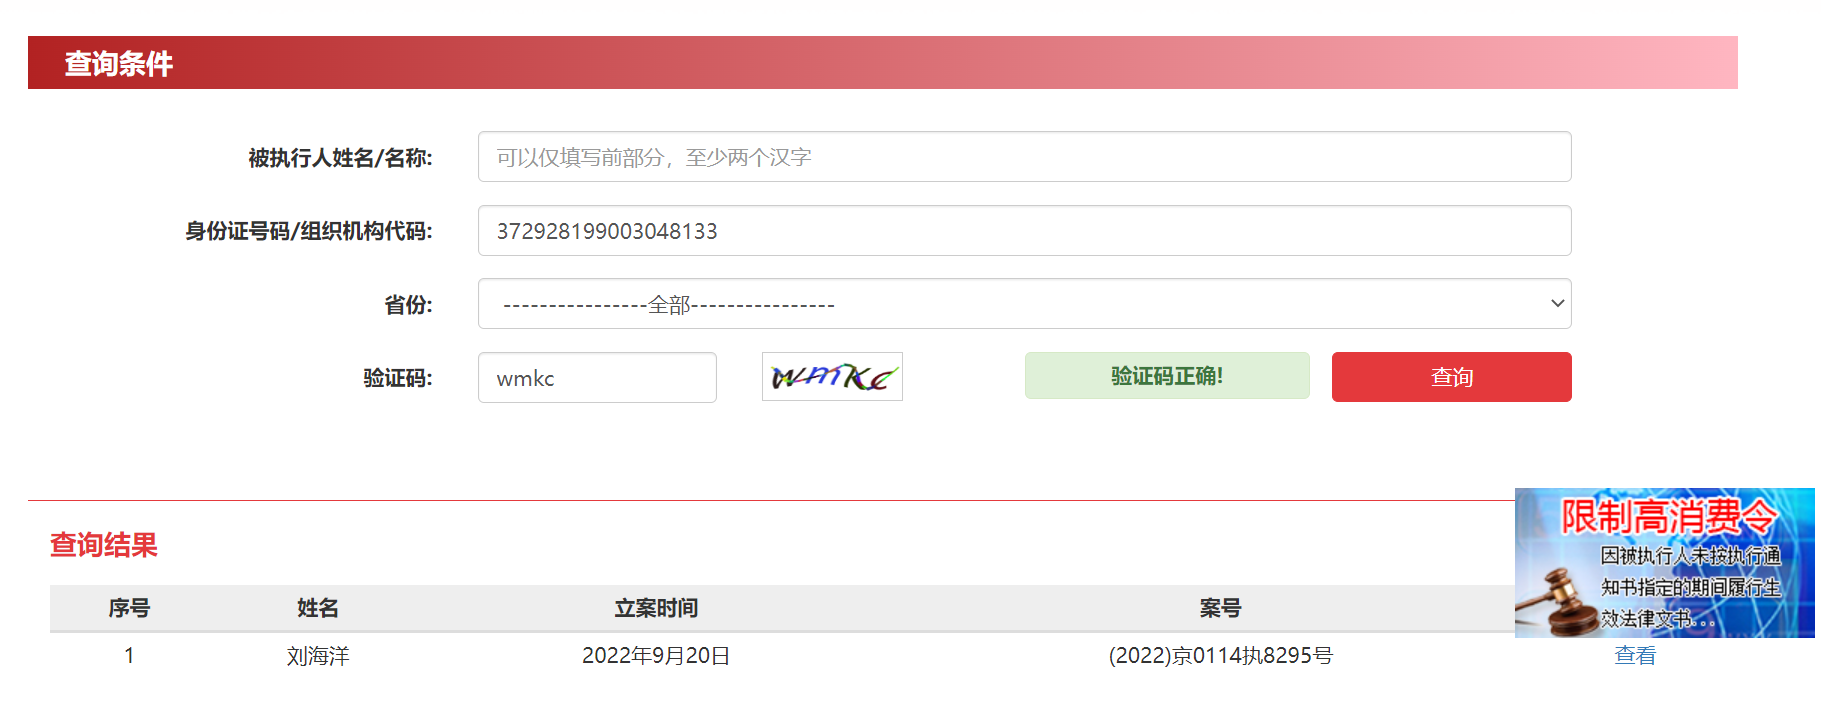 查询条件
被执行人姓名/名称:
可以仅填写前部分，至少两个汉字
身份证号码/组织机构代码:
372928199003048133
省份:
----------------全部----------------
验证码:
wmkc
wmkc
验证码正确!
查询
限制高消费令
因被执行人未按执行通
知书指定的期间履行生
效法律文书...
查询结果
序号 姓名 立案时间 案号
1 刘海洋 2022年9月20日 (2022)京0114执8295号 查看